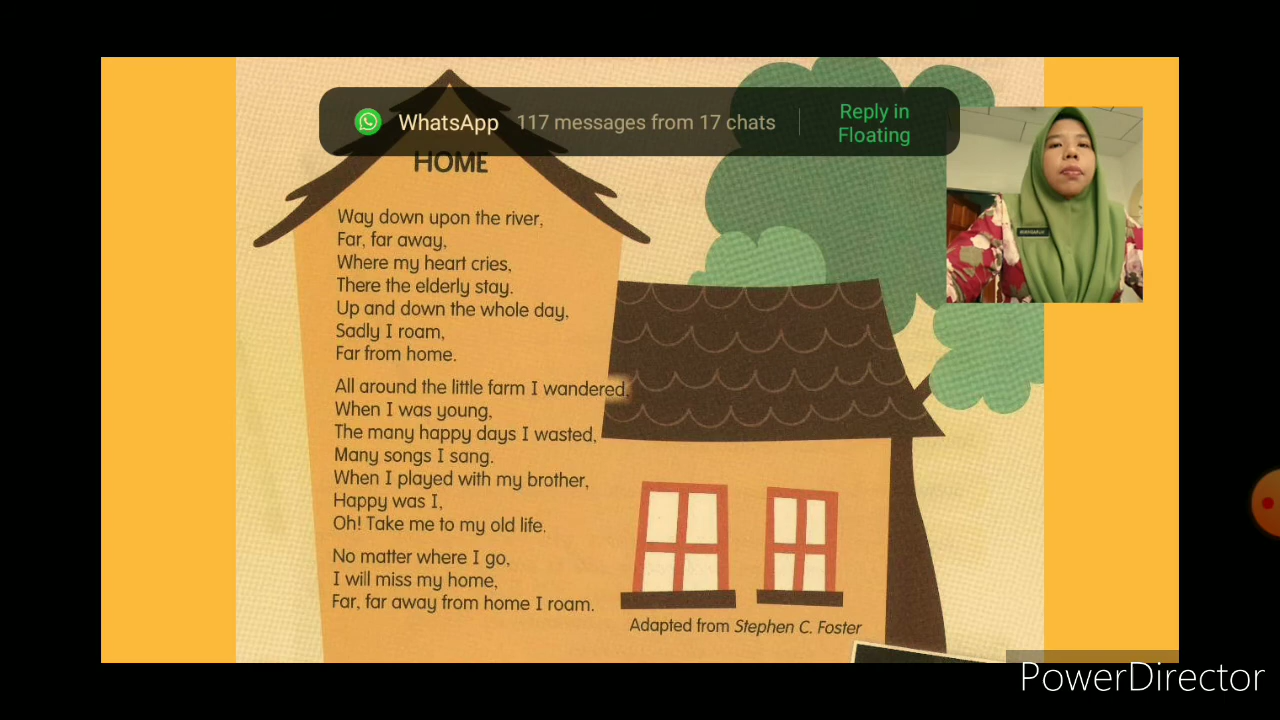 WhatsApp 117 messages from 17 chats
Reply in
Floating
HOME
Way down upon the river,
Far, far away,
Where my heart cries,
There the elderly stay.
Up and down the whole day,
Sadly I roam,
Far from home.
All around the little farm I wandered,
When I was young,
The many happy days I wasted,
Many songs I sang.
When I played with my brother,
Happy was I,
Oh! Take me to my old life.
No matter where I go,
I will miss my home,
Far, far away from home I roam.
Adapted from Stephen C. Foster
PowerDirector